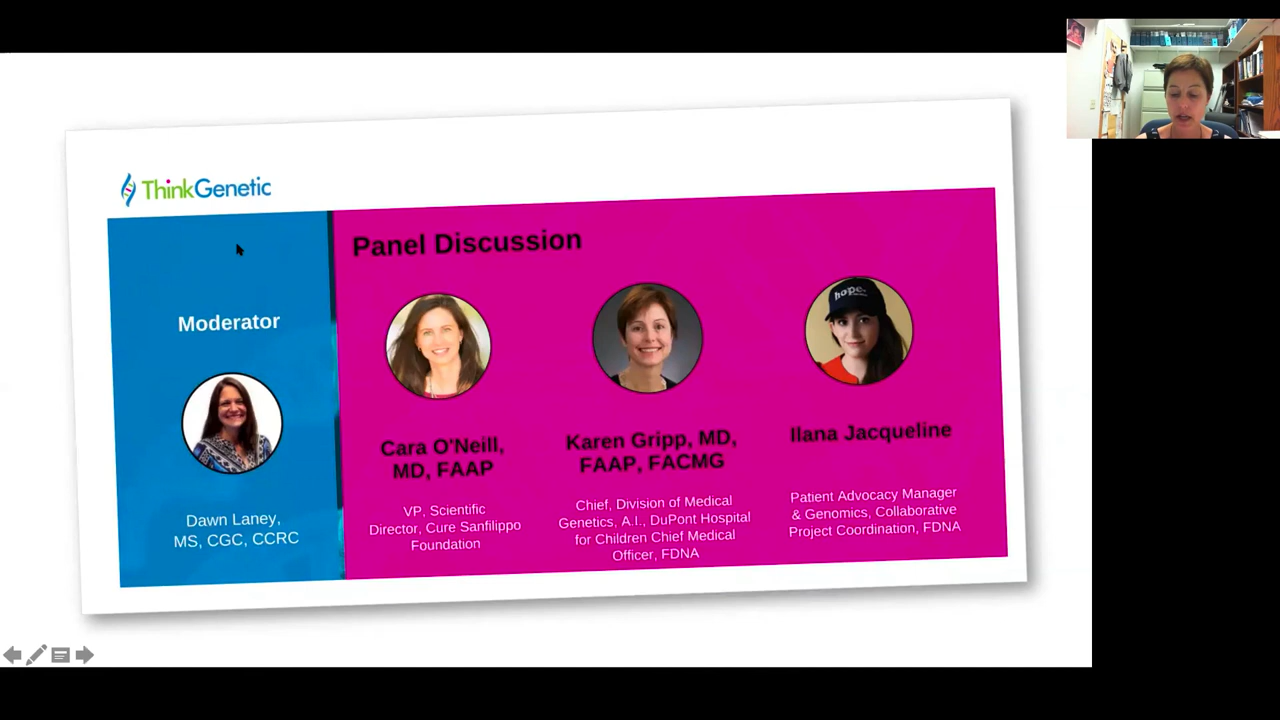 ThinkGenetic
Panel Discussion
Moderator
Dawn Laney,
MS, CGC, CCRC
Cara O'Neill,
MD, FAAP
VP, Scientific
Director, Cure Sanfilippo
Foundation
Karen Gripp, MD,
FAAP, FACMG
Chief, Division of Medical
Genetics, A.I., DuPont Hospital
for Children Chief Medical
Officer, FDNA
hope.
Ilana Jacqueline
Patient Advocacy Manager
& Genomics, Collaborative
Project Coordination, FDNA